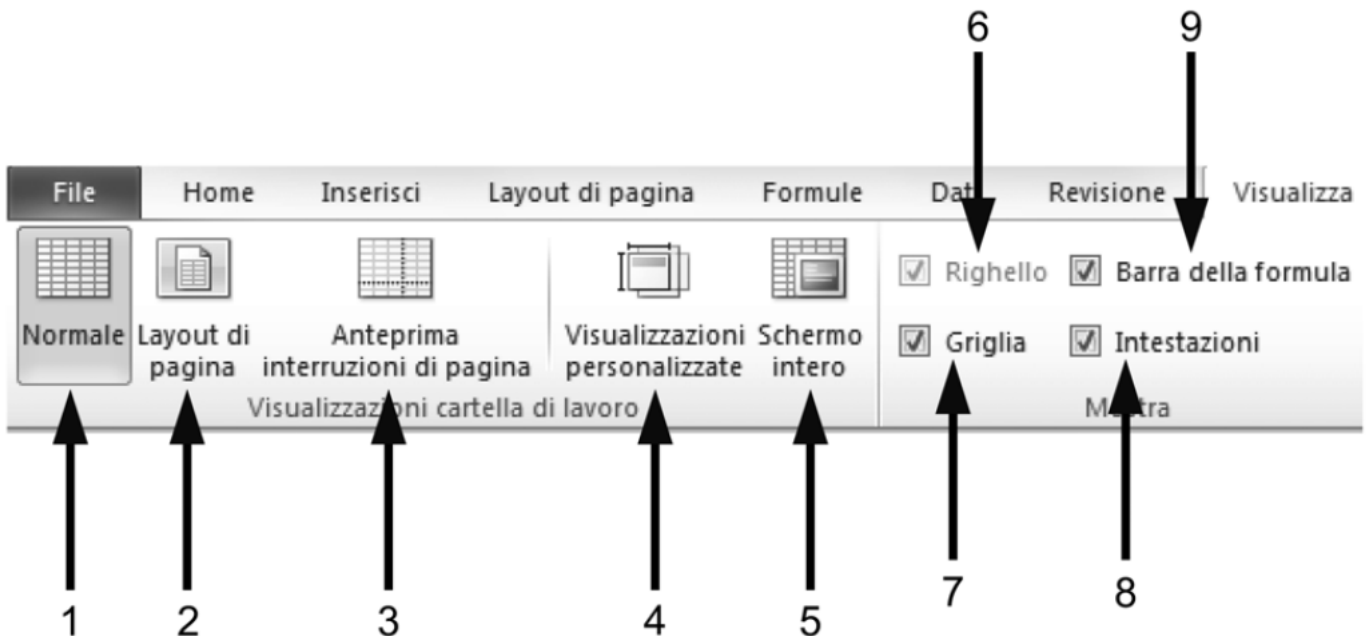 6 9
File Home Inserisci Layout di pagina Formule Dati Revisione Visualizza
Normale
Layout di
pagina
Anteprima
interruzioni di pagina
Visualizzazioni
personalizzate
Schermo
intero
Righello
Barra della formula
Griglia
Intestazioni
Visualizzazioni cartella di lavoro
Mostra
1 2 3 4 5 7 8